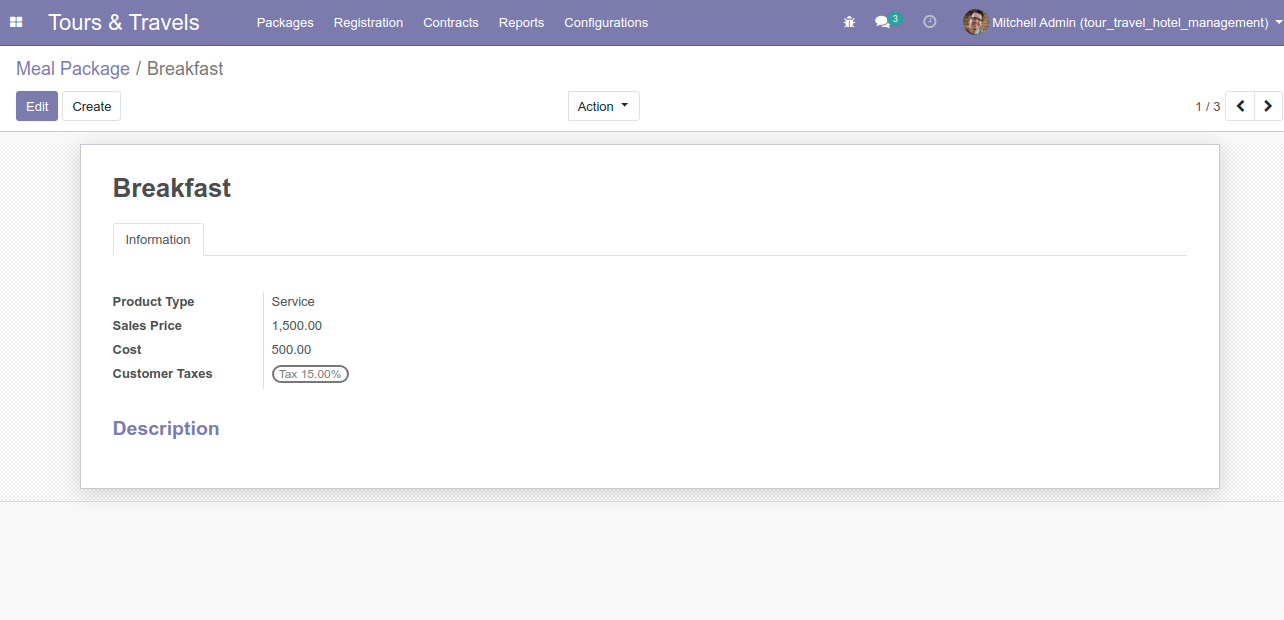 Tours & Travels Packages Registration Contracts Reports Configurations 3 Mitchell Admin (tour_travel_hotel_management)
Meal Package / Breakfast
Edit Create Action 1 / 3
Breakfast
Information
Product Type Service
Sales Price 1,500.00
Cost 500.00
Customer Taxes Tax 15.00%
Description